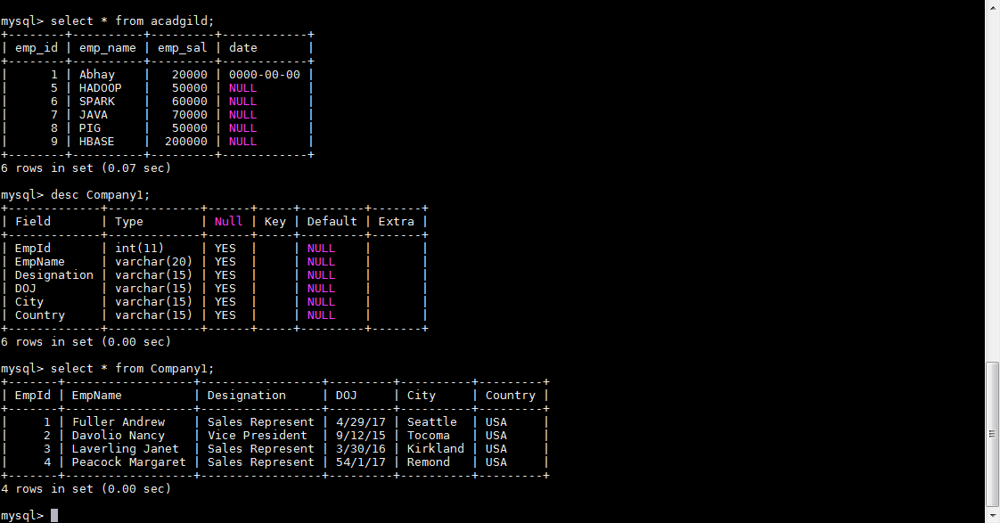 mysql> select * from acadgild;
+--------+----------+---------+------------+
| emp_id | emp_name | emp_sal | date       |
+--------+----------+---------+------------+
|      1 | Abhay    |   20000 | 0000-00-00 |
|      5 | HADOOP   |   50000 | NULL       |
|      6 | SPARK    |   60000 | NULL       |
|      7 | JAVA     |   70000 | NULL       |
|      8 | PIG      |   50000 | NULL       |
|      9 | HBASE    |  200000 | NULL       |
+--------+----------+---------+------------+
6 rows in set (0.07 sec)

mysql> desc Company1;
+-------------+-------------+------+-----+---------+-------+
| Field       | Type        | Null | Key | Default | Extra |
+-------------+-------------+------+-----+---------+-------+
| EmpId       | int(11)     | YES  |     | NULL    |       |
| EmpName     | varchar(20) | YES  |     | NULL    |       |
| Designation | varchar(15) | YES  |     | NULL    |       |
| DOJ         | varchar(15) | YES  |     | NULL    |       |
| City        | varchar(15) | YES  |     | NULL    |       |
| Country     | varchar(15) | YES  |     | NULL    |       |
+-------------+-------------+------+-----+---------+-------+
6 rows in set (0.00 sec)

mysql> select * from Company1;
+-------+------------------+-----------------+---------+----------+---------+
| EmpId | EmpName          | Designation     | DOJ     | City     | Country |
+-------+------------------+-----------------+---------+----------+---------+
|     1 | Fuller Andrew    | Sales Represent | 4/29/17 | Seattle  | USA     |
|     2 | Davolio Nancy    | Vice President  | 9/12/15 | Tocoma   | USA     |
|     3 | Laverling Janet  | Sales Represent | 3/30/16 | Kirkland | USA     |
|     4 | Peacock Margaret | Sales Represent | 54/1/17 | Remond   | USA     |
+-------+------------------+-----------------+---------+----------+---------+
4 rows in set (0.00 sec)

mysql>